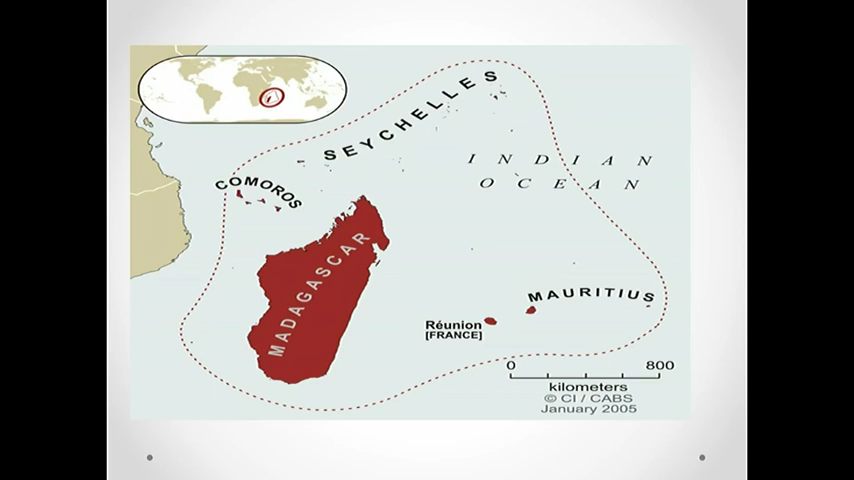 SEYCHELLES
INDIAN
OCEAN
COMOROS
MADAGASCAR
MAURITIUS
Réunion
[FRANCE]
0 800
kilometers
© CI / CABS
January 2005